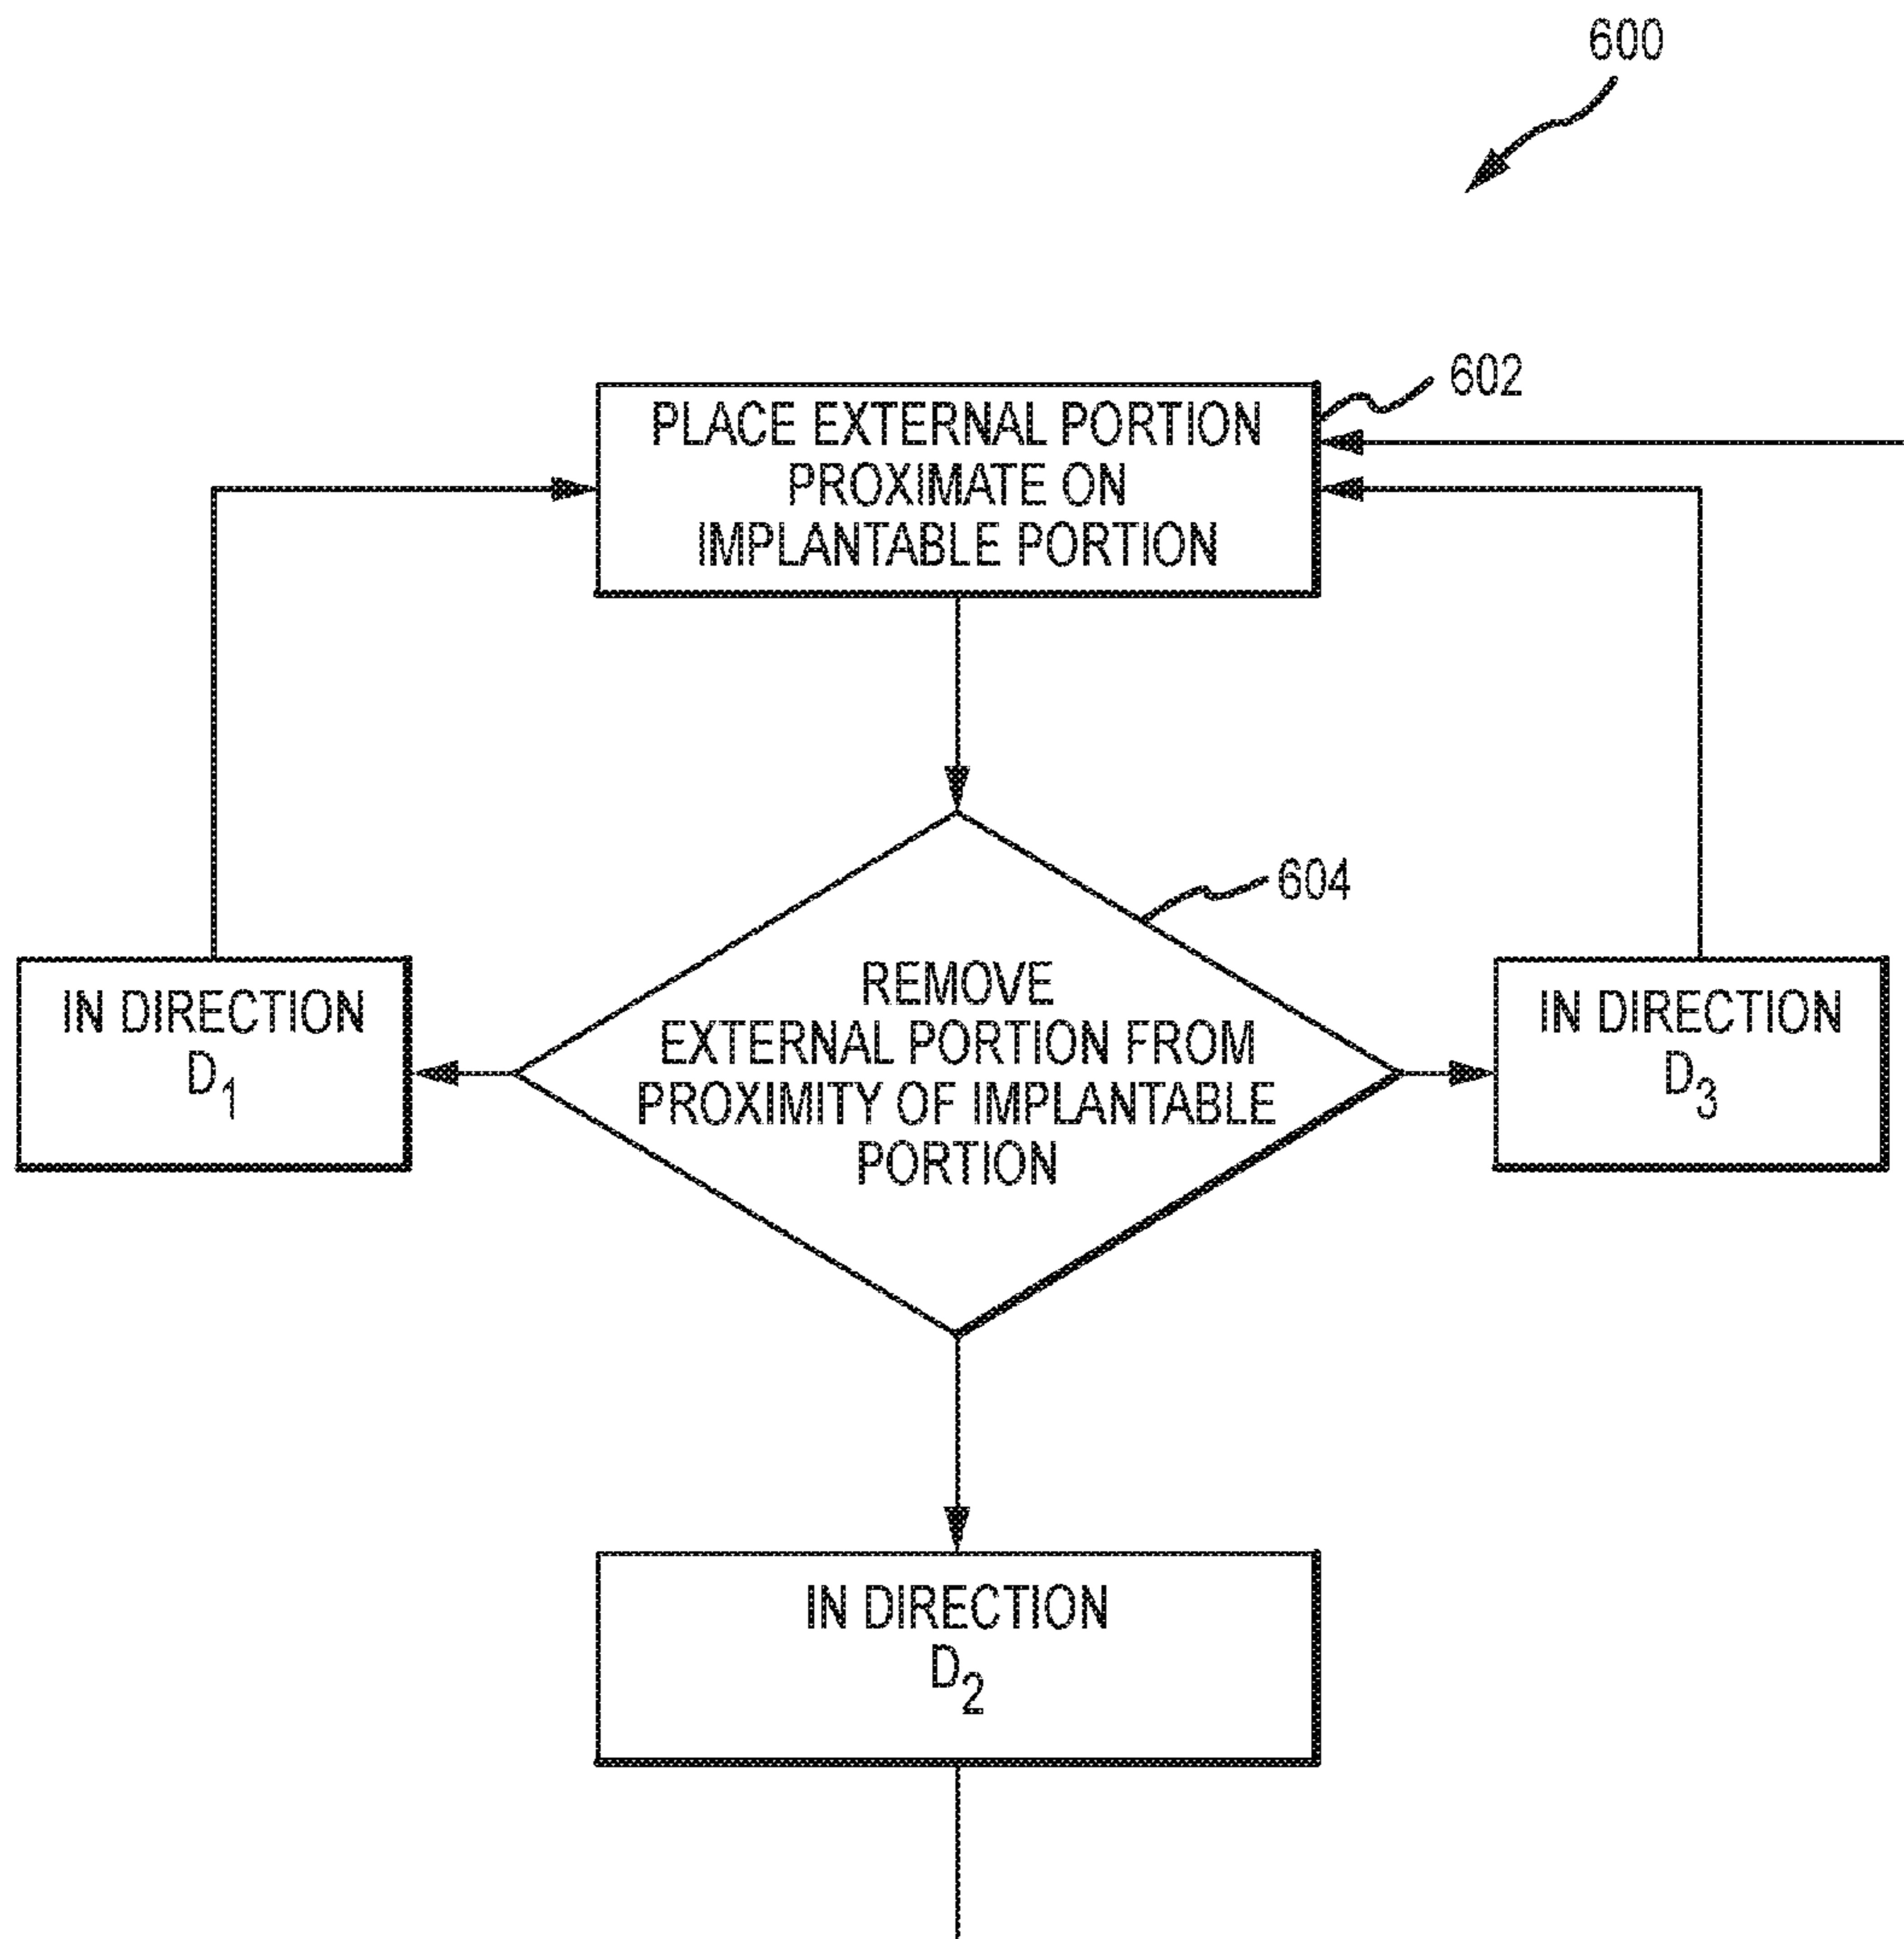 600
602
PLACE EXTERNAL PORTION
PROXIMATE ON
IMPLANTABLE PORTION
604
REMOVE
EXTERNAL PORTION FROM
PROXIMITY OF IMPLANTABLE
PORTION
IN DIRECTION
D1
IN DIRECTION
D3
IN DIRECTION
D2